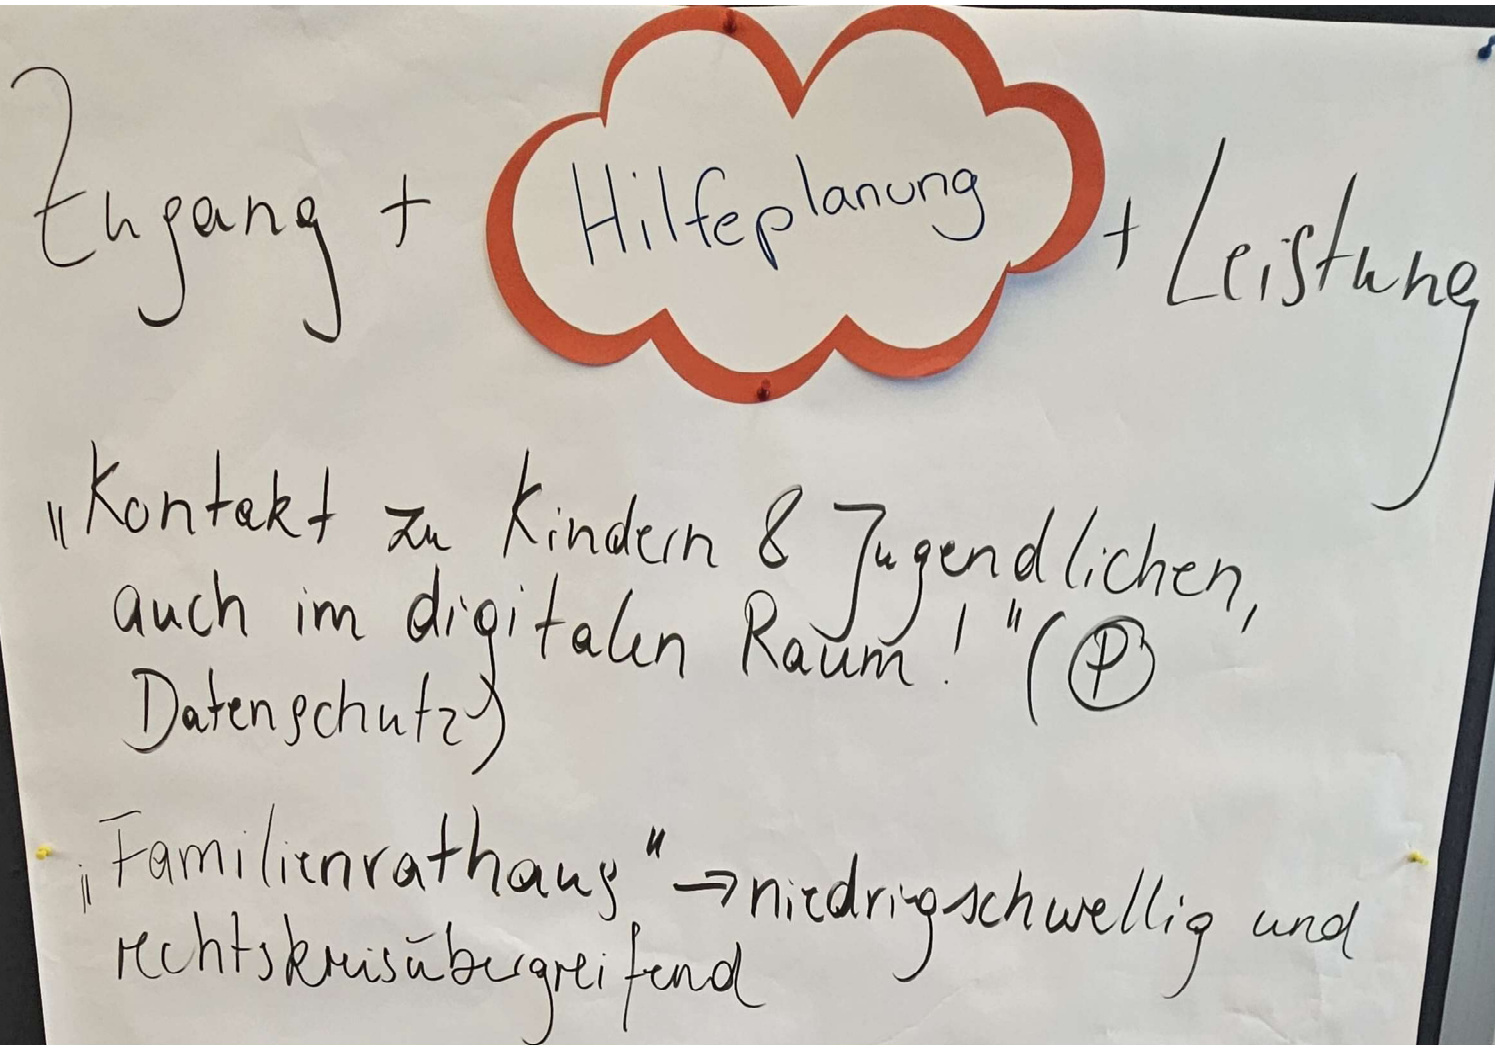 Zugang + Hilfeplanung + Leistung
„Kontakt zu Kindern & Jugendlichen,
auch im digitalen Raum!" (Ⓟ
Datenschutz)
„Familienrathaus" → niedrigschwellig und
rechtskreisübergreifend